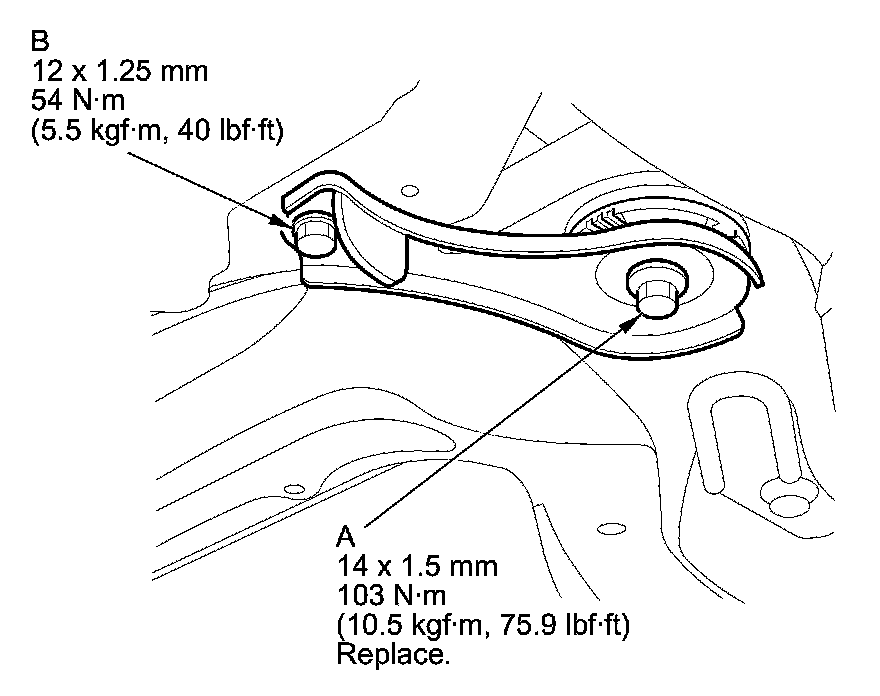 B
12 x 1.25 mm
54 N·m
(5.5 kgf·m, 40 lbf·ft)
A
14 x 1.5 mm
103 N·m
(10.5 kgf·m, 75.9 lbf·ft)
Replace.